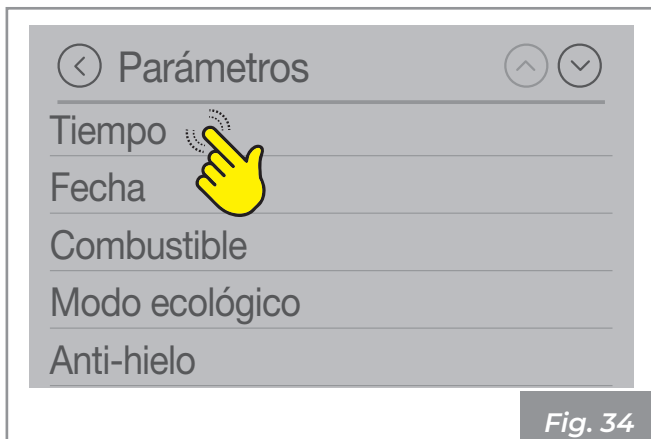 Parámetros
Tiempo
Fecha
Combustible
Modo ecológico
Anti-hielo
Fig. 34